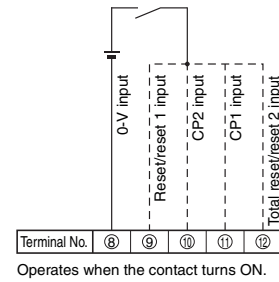 0-V input
Reset/reset 1 input
CP2 input
CP1 input
Total reset/reset 2 input
Terminal No. ⑧ ⑨ ⑩ ⑪ ⑫
Operates when the contact turns ON.